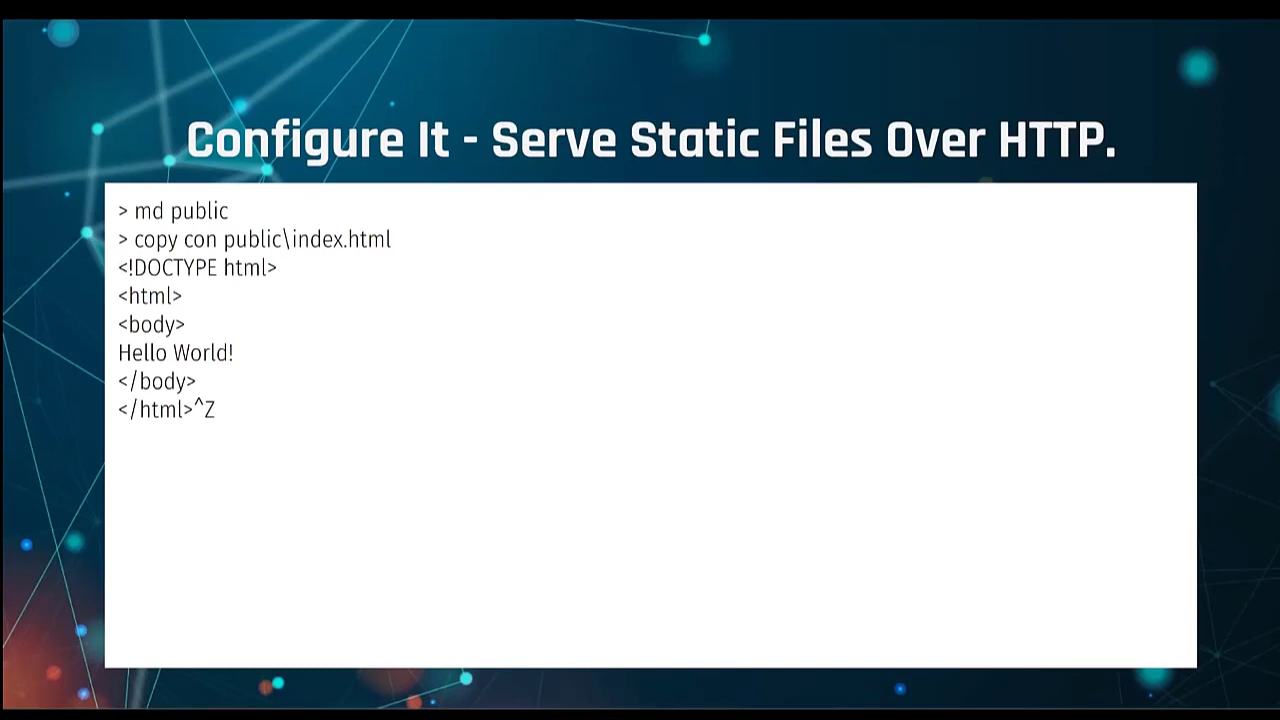 Configure It - Serve Static Files Over HTTP.
> md public
> copy con public\index.html
<!DOCTYPE html>
<html>
<body>
Hello World!
</body>
</html>^Z